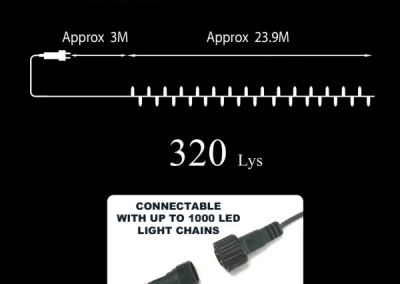 Approx 3M Approx 23.9M
320 Lys
CONNECTABLE
WITH UP TO 1000 LED
LIGHT CHAINS